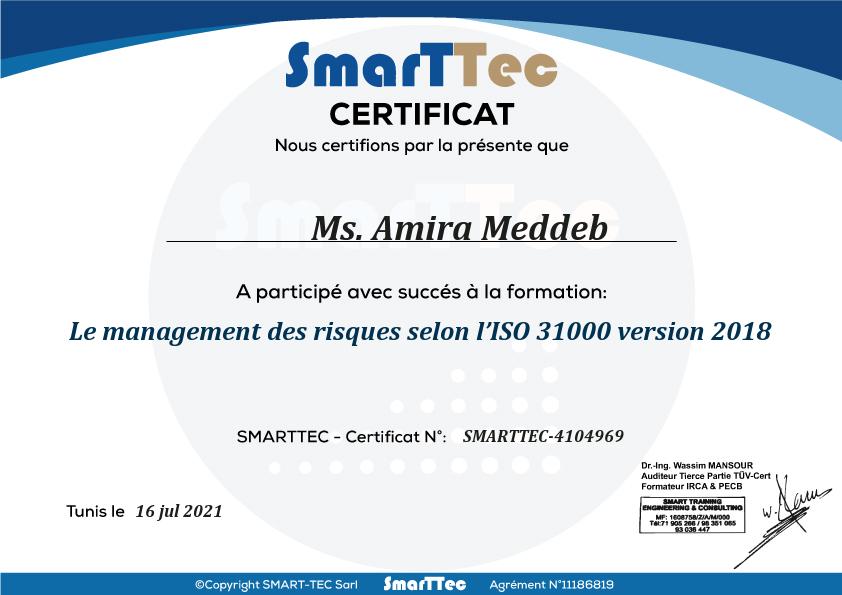 SmarTTec
CERTIFICAT
Nous certifions par la présente que
Ms. Amira Meddeb
A participé avec succés à la formation:
Le management des risques selon l'ISO 31000 version 2018
SMARTTEC - Certificat N°: SMARTTEC-4104969
Dr.-Ing. Wassim MANSOUR
Auditeur Tierce Partie TÜV-Cert
Formateur IRCA & PECB
SMART TRAINING
ENGINEERING & CONSULTING
MF: 1608758/Z/A/M/000
Tél:71 905 266 / 98 351 065
93 036 447
Tunis le 16 jul 2021
©Copyright SMART-TEC Sarl SmarTTec Agrément N°11186819